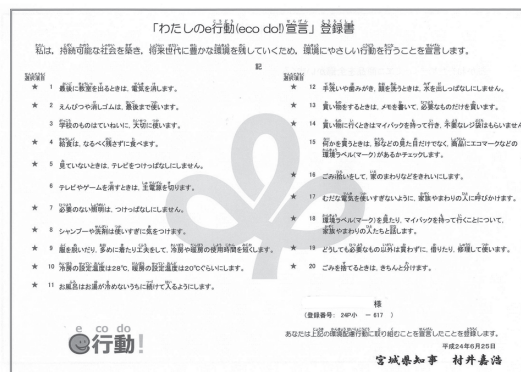 「わたしのe行動(eco do!)宣言」登録書
私は、持続可能な社会を築き、将来世代に豊かな環境を残していくため、環境にやさしい行動を行うことを宣言します。
記
選択項目
★ 1 最後に教室を出るときは、電気を消します。
★ 2 えんぴつや消しゴムは、最後まで使います。
3 学校のものはていねいに、大切に使います。
★ 4 給食は、なるべく残さずに食べます。
★ 5 見ていないときは、テレビをつけっぱなしにしません。
6 テレビやゲームを消すときは、主電源を切ります。
★ 7 必要のない照明は、つけっぱなしにしません。
★ 8 シャンプーや洗剤は使いすぎに気をつけます。
★ 9 服を脱いだり、多めに着たり工夫をして、冷房や暖房の使用時間を短くします。
★ 10 冷房の設定温度は28℃、暖房の設定温度は20℃ぐらいにします。
★ 11 お風呂はお湯が冷めないうちに続けて入るようにします。
選択項目
★ 12 手洗いや歯みがき、顔を洗うときは、水を出しっぱなしにしません。
★ 13 買い物をするときは、メモを書いて、必要なものだけを買います。
★ 14 買い物に行くときはマイバックを持って行き、不要なレジ袋はもらいません
★ 15 何かを買うときは、形などの見た目だけでなく、商品にエコマークなどの
環境ラベル(マーク)があるかチェックします。
★ 16 ごみ拾いをして、家のまわりなどをきれいにします。
★ 17 むだな電気を使いすぎないように、家族やまわりの人に呼びかけます。
★ 18 環境ラベル(マーク)を見たり、マイバックを持って行くことについて、
家族やまわりの人たちと話します。
★ 19 どうしても必要なもの以外は買わずに、借りたり、修理して使います。
★ 20 ごみを捨てるときは、きちんと分けます。
様
(登録番号: 24P小 -617 )
あなたは上記の環境配慮行動に取り組むことを宣言したことを登録します。
平成24年6月25日
宮城県知事 村井嘉浩
e co do
@行動!